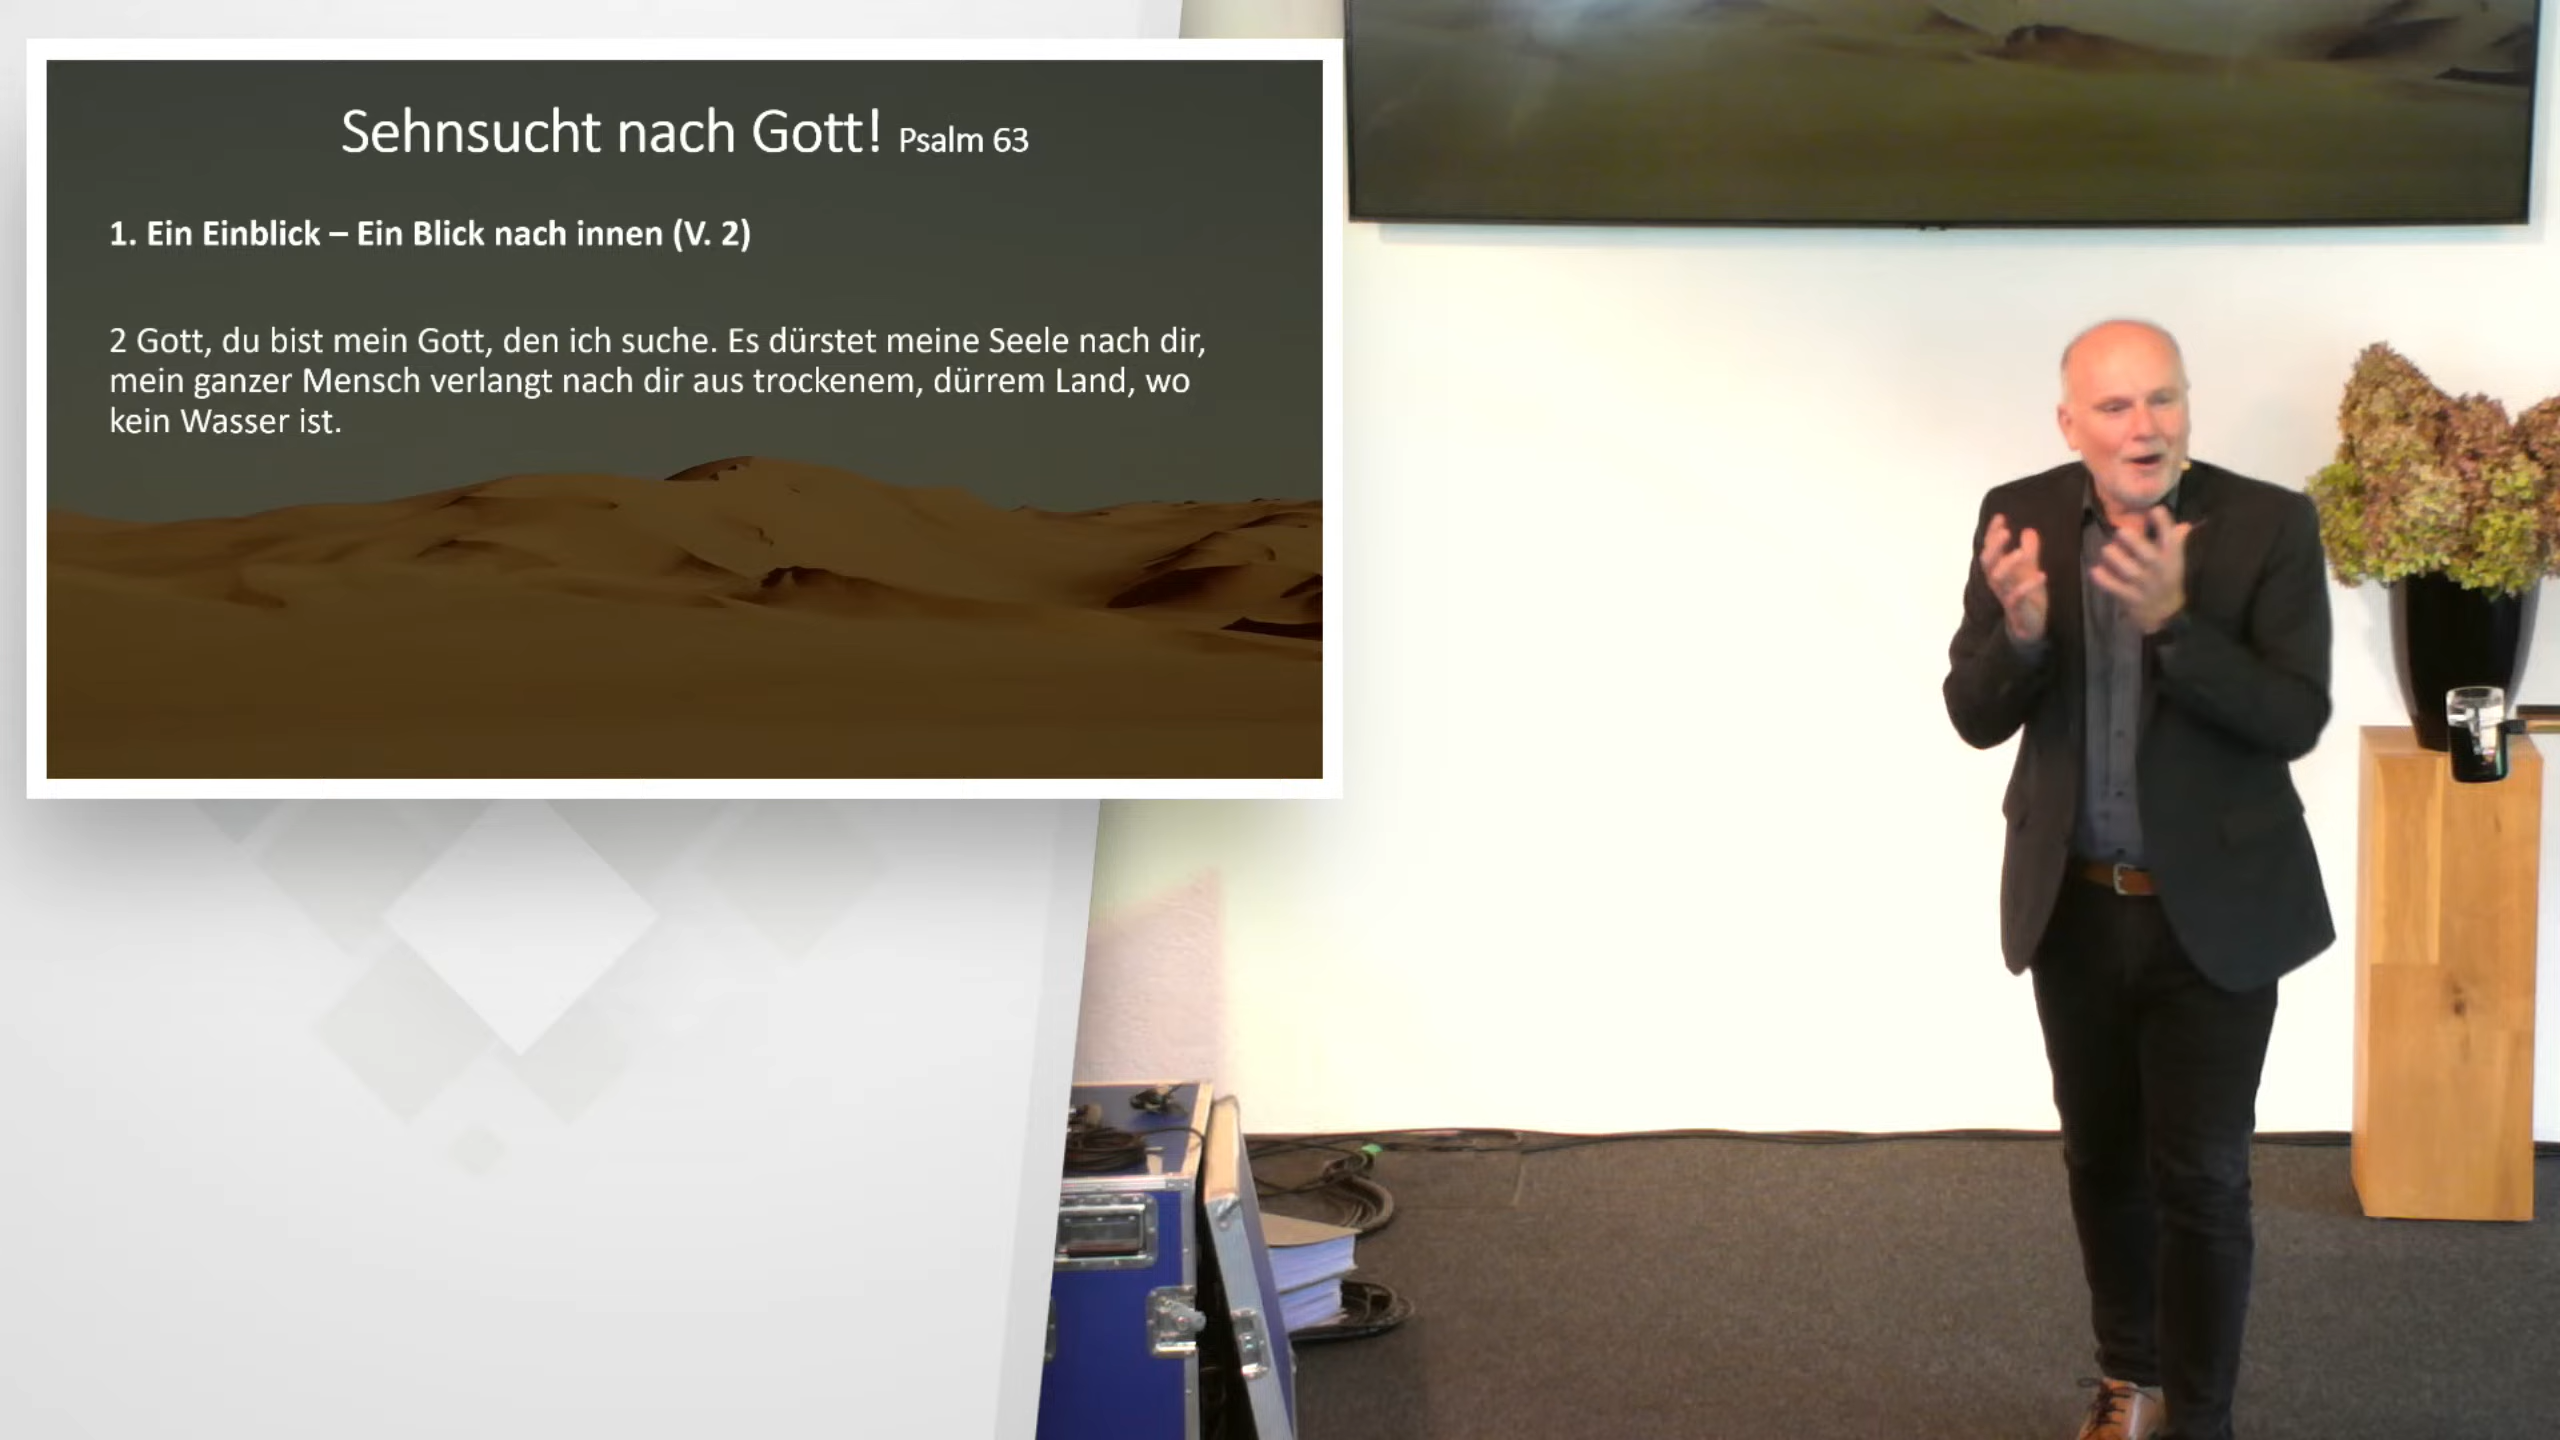 Sehnsucht nach Gott! Psalm 63
1. Ein Einblick – Ein Blick nach innen (V. 2)
2 Gott, du bist mein Gott, den ich suche. Es dürstet meine Seele nach dir,
mein ganzer Mensch verlangt nach dir aus trockenem, dürrem Land, wo
kein Wasser ist.